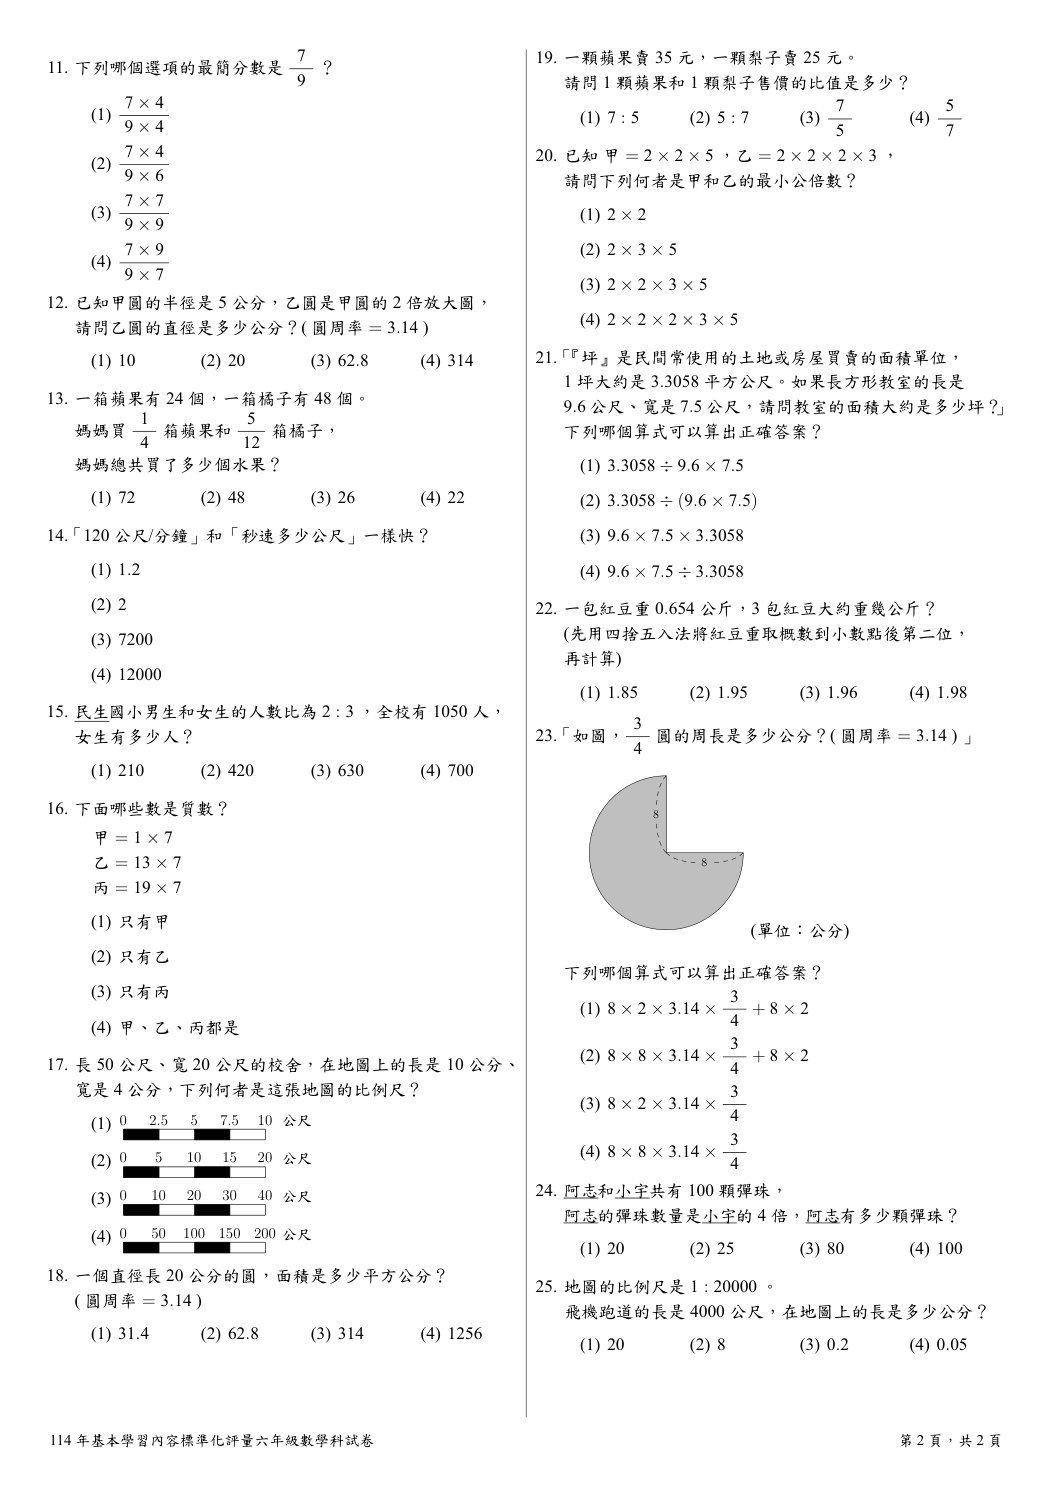 11. 下列哪個選項的最簡分數是 7/9 ?
(1) 7 × 4 / 9 × 4
(2) 7 × 4 / 9 × 6
(3) 7 × 7 / 9 × 9
(4) 7 × 9 / 9 × 7
12. 已知甲圓的半徑是 5 公分，乙圓是甲圓的 2 倍放大圖，
請問乙圓的直徑是多少公分？( 圓周率 = 3.14 )
(1) 10 (2) 20 (3) 62.8 (4) 314
13. 一箱蘋果有 24 個，一箱橘子有 48 個。
媽媽買 1/4 箱蘋果和 5/12 箱橘子，
媽媽總共買了多少個水果？
(1) 72 (2) 48 (3) 26 (4) 22
14.「120 公尺/分鐘」和「秒速多少公尺」一樣快？
(1) 1.2
(2) 2
(3) 7200
(4) 12000
15. 民生國小男生和女生的人數比為 2 : 3 ，全校有 1050 人，
女生有多少人？
(1) 210 (2) 420 (3) 630 (4) 700
16. 下面哪些數是質數？
甲 = 1 × 7
乙 = 13 × 7
丙 = 19 × 7
(1) 只有甲
(2) 只有乙
(3) 只有丙
(4) 甲、乙、丙都是
17. 長 50 公尺、寬 20 公尺的校舍，在地圖上的長是 10 公分、
寬是 4 公分，下列何者是這張地圖的比例尺？
(1) 0 2.5 5 7.5 10 公尺
(2) 0 5 10 15 20 公尺
(3) 0 10 20 30 40 公尺
(4) 0 50 100 150 200 公尺
18. 一個直徑長 20 公分的圓，面積是多少平方公分？
( 圓周率 = 3.14 )
(1) 31.4 (2) 62.8 (3) 314 (4) 1256
19. 一顆蘋果賣 35 元，一顆梨子賣 25 元。
請問 1 顆蘋果和 1 顆梨子售價的比值是多少？
(1) 7 : 5 (2) 5 : 7 (3) 7/5 (4) 5/7
20. 已知 甲 = 2 × 2 × 5 ，乙 = 2 × 2 × 2 × 3 ，
請問下列何者是甲和乙的最小公倍數？
(1) 2 × 2
(2) 2 × 3 × 5
(3) 2 × 2 × 3 × 5
(4) 2 × 2 × 2 × 3 × 5
21.「『坪』是民間常使用的土地或房屋買賣的面積單位，
1 坪大約是 3.3058 平方公尺。如果長方形教室的長是
9.6 公尺、寬是 7.5 公尺，請問教室的面積大約是多少坪？」
下列哪個算式可以算出正確答案？
(1) 3.3058 ÷ 9.6 × 7.5
(2) 3.3058 ÷ (9.6 × 7.5)
(3) 9.6 × 7.5 × 3.3058
(4) 9.6 × 7.5 ÷ 3.3058
22. 一包紅豆重 0.654 公斤，3 包紅豆大約重幾公斤？
(先用四捨五入法將紅豆重取概數到小數點後第二位，
再計算)
(1) 1.85 (2) 1.95 (3) 1.96 (4) 1.98
23.「如圖，3/4 圓的周長是多少公分？( 圓周率 = 3.14 ) 」
8
8
(單位：公分)
下列哪個算式可以算出正確答案？
(1) 8 × 2 × 3.14 × 3/4 + 8 × 2
(2) 8 × 8 × 3.14 × 3/4 + 8 × 2
(3) 8 × 2 × 3.14 × 3/4
(4) 8 × 8 × 3.14 × 3/4
24. 阿志和小宇共有 100 顆彈珠，
阿志的彈珠數量是小宇的 4 倍，阿志有多少顆彈珠？
(1) 20 (2) 25 (3) 80 (4) 100
25. 地圖的比例尺是 1 : 20000 。
飛機跑道的長是 4000 公尺，在地圖上的長是多少公分？
(1) 20 (2) 8 (3) 0.2 (4) 0.05
114 年基本學習內容標準化評量六年級數學科試卷
第 2 頁，共 2 頁